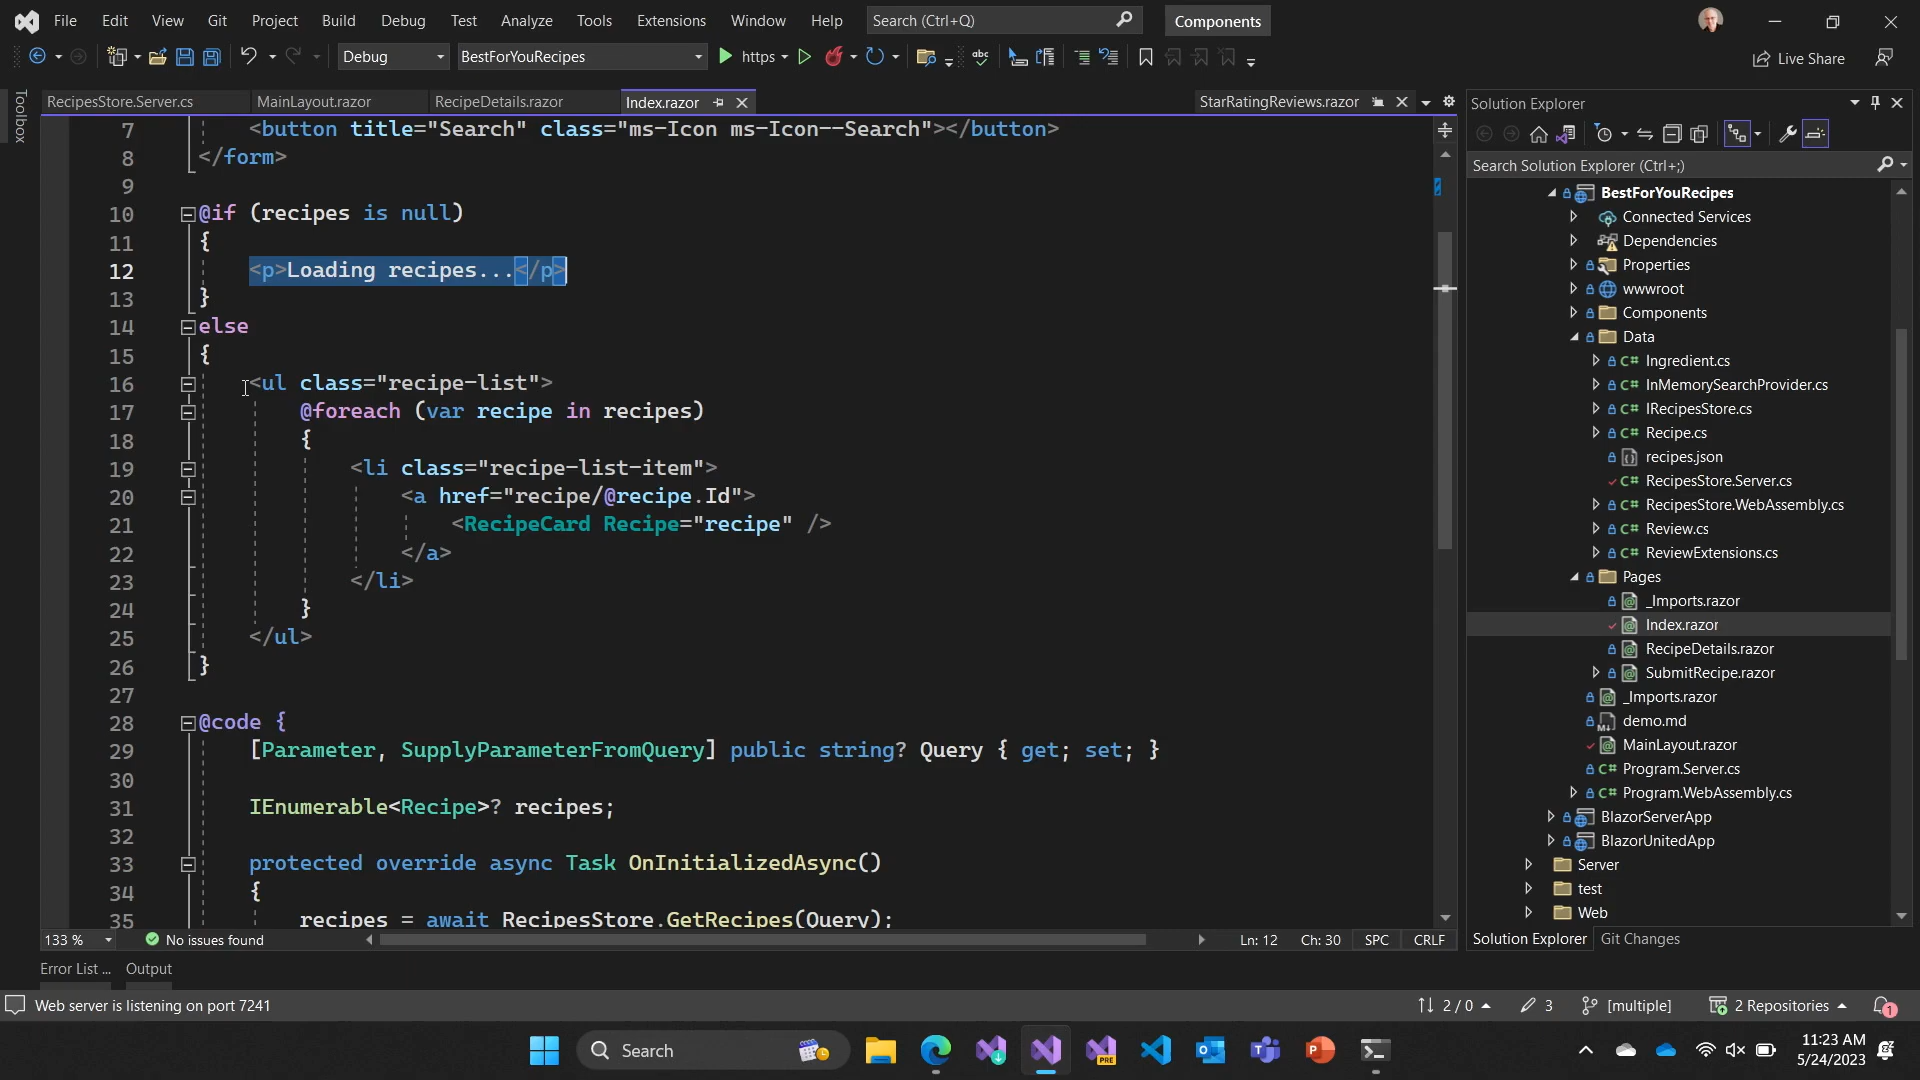 File Edit View Git Project Build Debug Test Analyze Tools Extensions Window Help Search (Ctrl+Q) Components
Debug BestForYouRecipes https abc Live Share
Toolbox
RecipesStore.Server.cs MainLayout.razor RecipeDetails.razor Index.razor StarRatingReviews.razor
7 <button title="Search" class="ms-Icon ms-Icon--Search"></button>
8 </form>
9
10 @if (recipes is null)
11 {
12 <p>Loading recipes...</p>
13 }
14 else
15 {
16 <ul class="recipe-list">
17 @foreach (var recipe in recipes)
18 {
19 <li class="recipe-list-item">
20 <a href="recipe/@recipe.Id">
21 <RecipeCard Recipe="recipe" />
22 </a>
23 </li>
24 }
25 </ul>
26 }
27
28 @code {
29 [Parameter, SupplyParameterFromQuery] public string? Query { get; set; }
30
31 IEnumerable<Recipe>? recipes;
32
33 protected override async Task OnInitializedAsync()
34 {
35 recipes = await RecipesStore.GetRecipes(Query);
133 % No issues found Ln: 12 Ch: 30 SPC CRLF
Solution Explorer
Search Solution Explorer (Ctrl+;)
BestForYouRecipes
Connected Services
Dependencies
Properties
wwwroot
Components
Data
C# Ingredient.cs
C# InMemorySearchProvider.cs
C# IRecipesStore.cs
C# Recipe.cs
recipes.json
C# RecipesStore.Server.cs
C# RecipesStore.WebAssembly.cs
C# Review.cs
C# ReviewExtensions.cs
Pages
_Imports.razor
Index.razor
RecipeDetails.razor
SubmitRecipe.razor
_Imports.razor
demo.md
MainLayout.razor
C# Program.Server.cs
C# Program.WebAssembly.cs
BlazorServerApp
BlazorUnitedApp
Server
test
Web
Solution Explorer Git Changes
Error List ... Output
Web server is listening on port 7241 2 / 0 3 [multiple] 2 Repositories 1
Search PRE 11:23 AM
5/24/2023